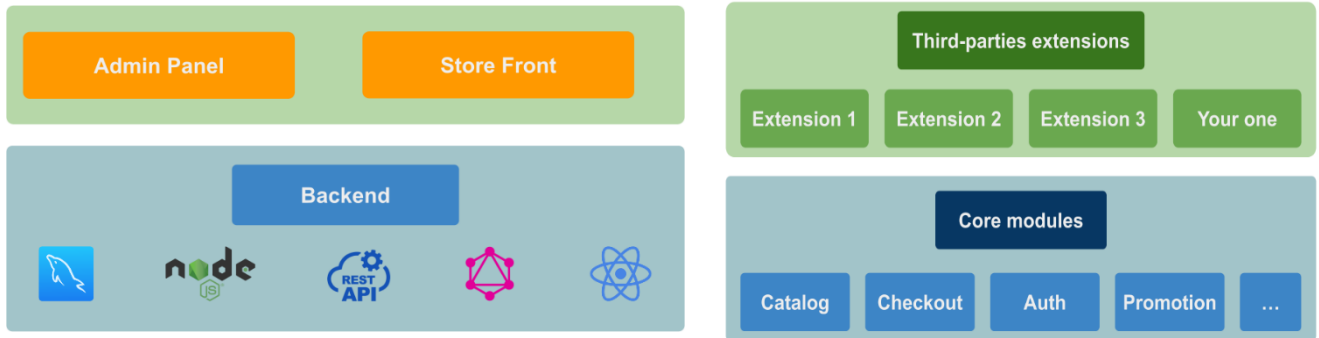 Admin Panel
Store Front
Backend
node
JS
REST
API
Third-parties extensions
Extension 1
Extension 2
Extension 3
Your one
Core modules
Catalog
Checkout
Auth
Promotion
...